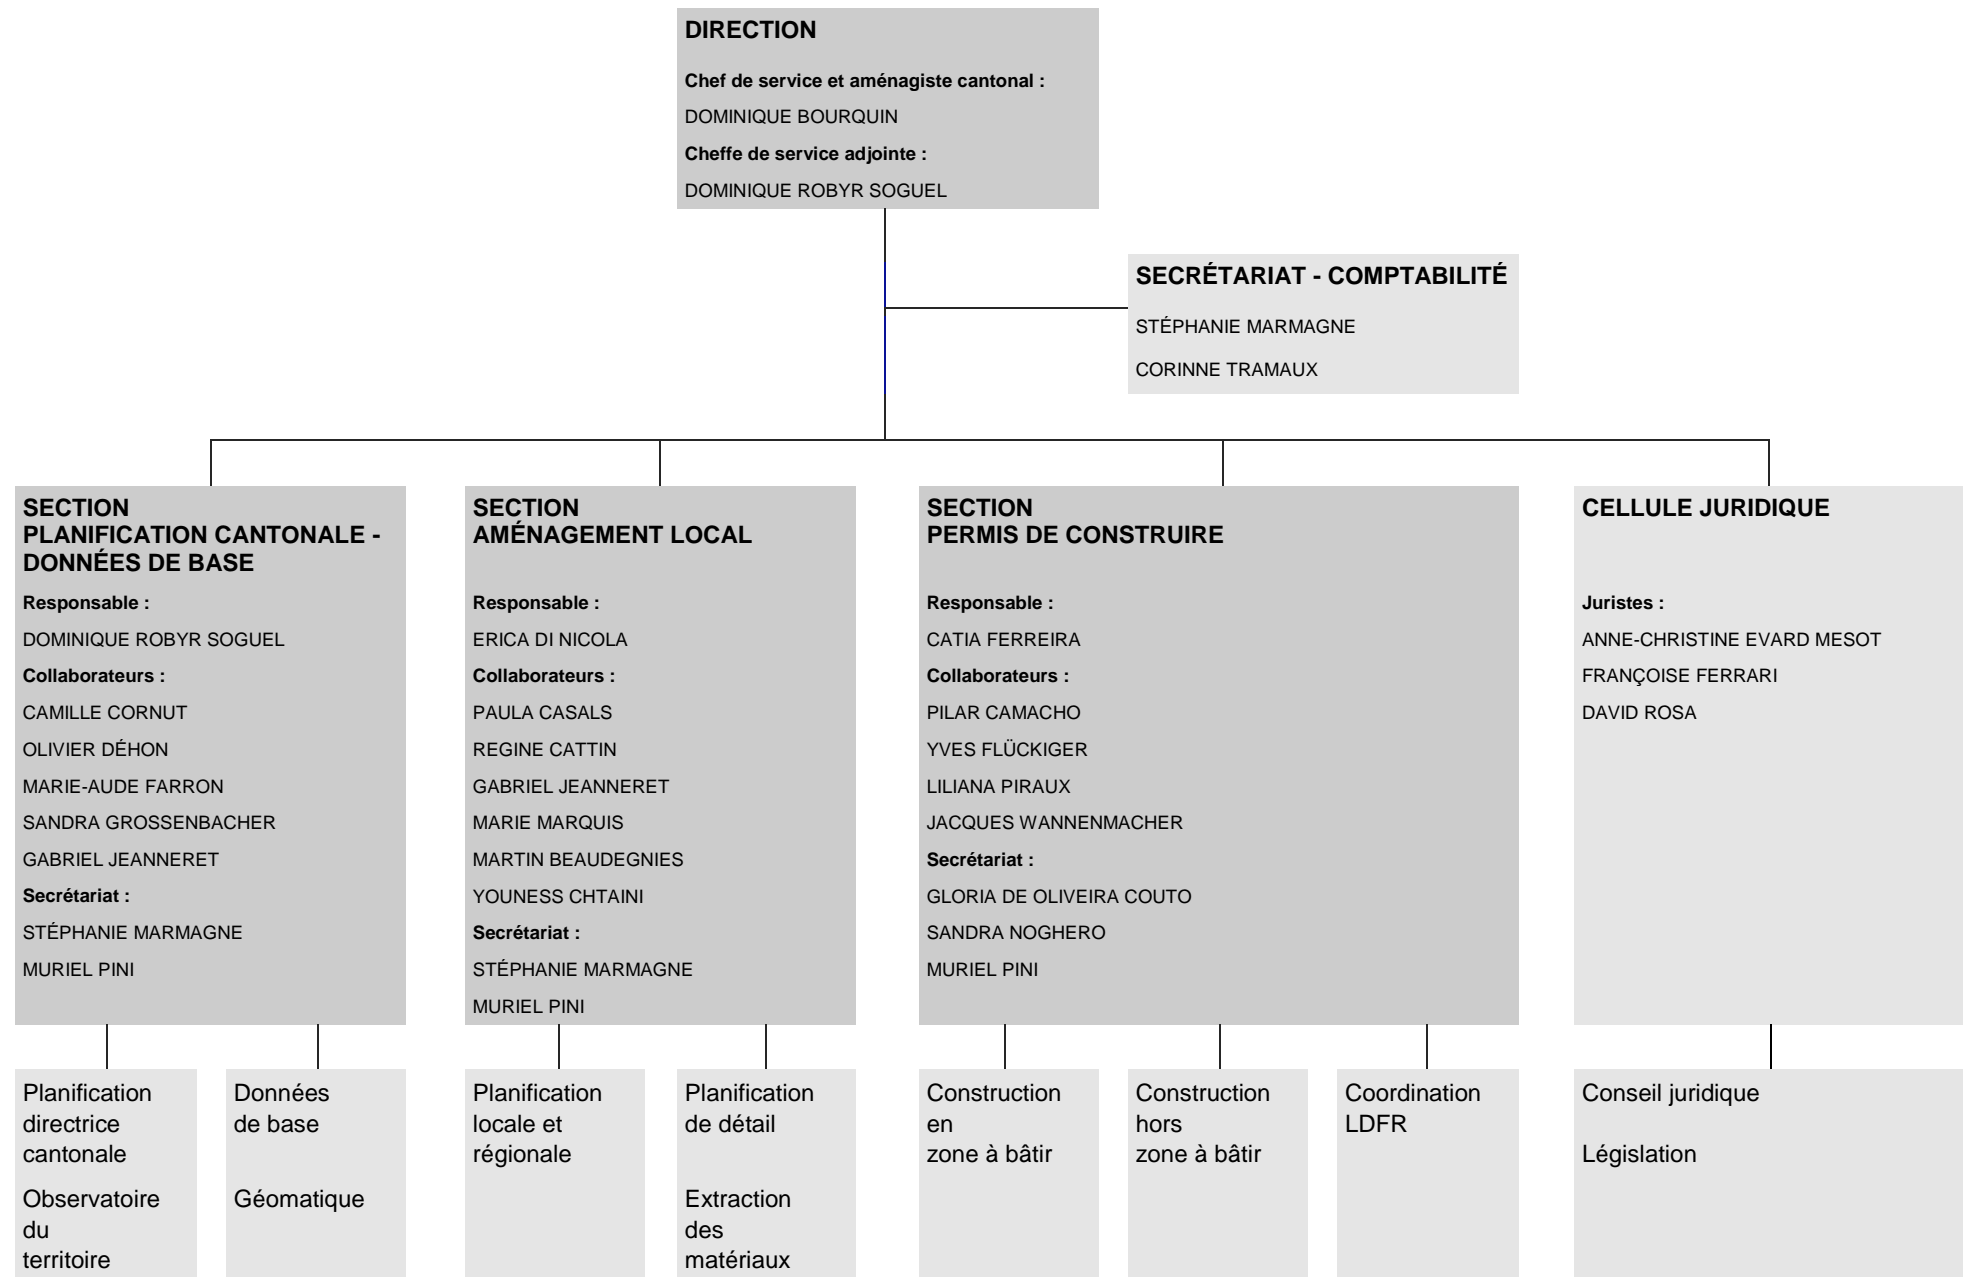 DIRECTION
Chef de service et aménagiste cantonal :
DOMINIQUE BOURQUIN
Cheffe de service adjointe :
DOMINIQUE ROBYR SOGUEL
SECRÉTARIAT - COMPTABILITÉ
STÉPHANIE MARMAGNE
CORINNE TRAMAUX
SECTION
PLANIFICATION CANTONALE -
DONNÉES DE BASE
Responsable :
DOMINIQUE ROBYR SOGUEL
Collaborateurs :
CAMILLE CORNUT
OLIVIER DÉHON
MARIE-AUDE FARRON
SANDRA GROSSENBACHER
GABRIEL JEANNERET
Secrétariat :
STÉPHANIE MARMAGNE
MURIEL PINI
SECTION
AMÉNAGEMENT LOCAL
Responsable :
ERICA DI NICOLA
Collaborateurs :
PAULA CASALS
REGINE CATTIN
GABRIEL JEANNERET
MARIE MARQUIS
MARTIN BEAUDEGNIES
YOUNESS CHTAINI
Secrétariat :
STÉPHANIE MARMAGNE
MURIEL PINI
SECTION
PERMIS DE CONSTRUIRE
Responsable :
CATIA FERREIRA
Collaborateurs :
PILAR CAMACHO
YVES FLÜCKIGER
LILIANA PIRAUX
JACQUES WANNENMACHER
Secrétariat :
GLORIA DE OLIVEIRA COUTO
SANDRA NOGHERO
MURIEL PINI
CELLULE JURIDIQUE
Juristes :
ANNE-CHRISTINE EVARD MESOT
FRANÇOISE FERRARI
DAVID ROSA
Planification
directrice
cantonale
Observatoire
du
territoire
Données
de base
Géomatique
Planification
locale et
régionale
Planification
de détail
Extraction
des
matériaux
Construction
en
zone à bâtir
Construction
hors
zone à bâtir
Coordination
LDFR
Conseil juridique
Législation